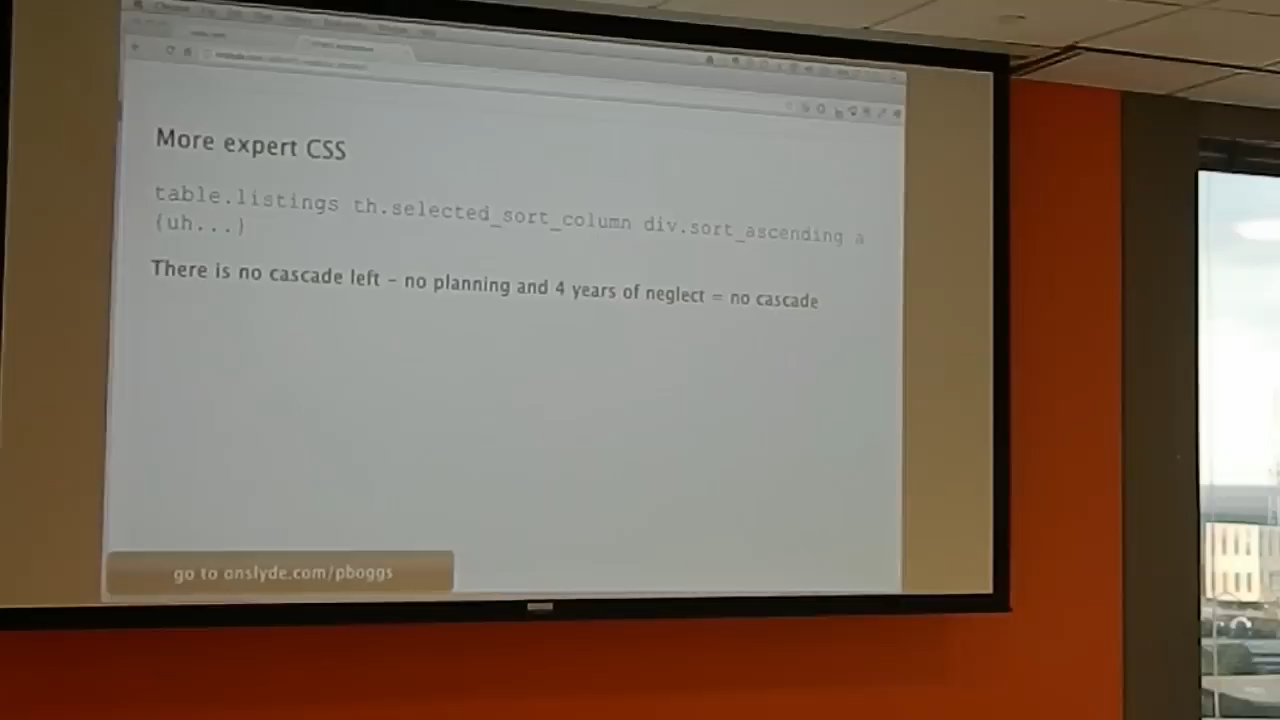 More expert CSS
table.listings th.selected_sort_column div.sort_ascending a
{uh...}
There is no cascade left – no planning and 4 years of neglect = no cascade
go to onslyde.com/pboggs